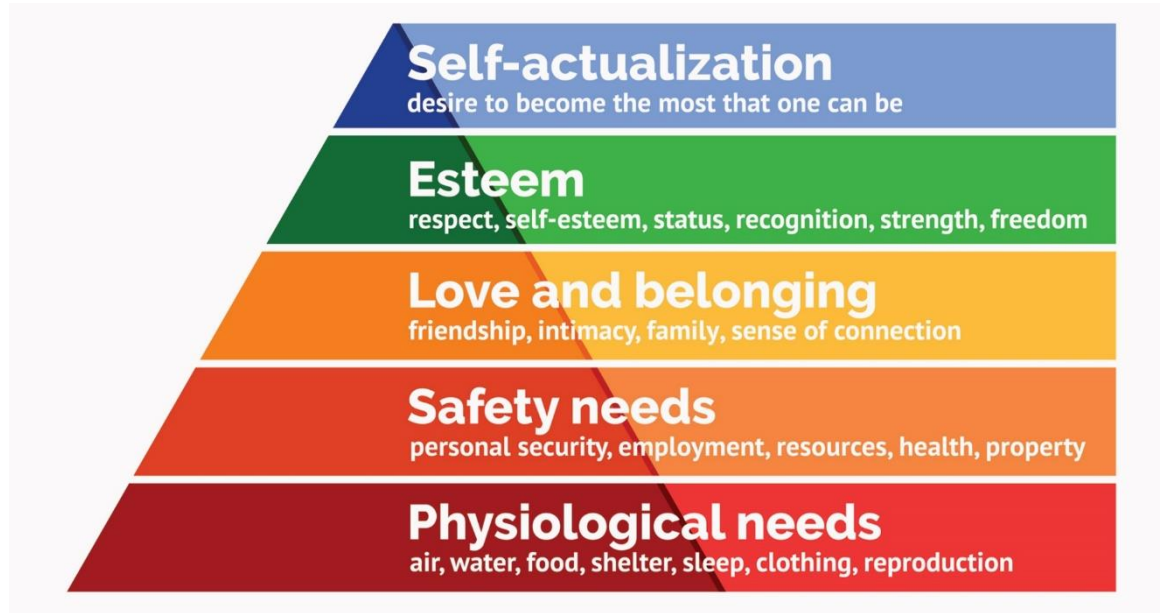 Self-actualization
desire to become the most that one can be
Esteem
respect, self-esteem, status, recognition, strength, freedom
Love and belonging
friendship, intimacy, family, sense of connection
Safety needs
personal security, employment, resources, health, property
Physiological needs
air, water, food, shelter, sleep, clothing, reproduction